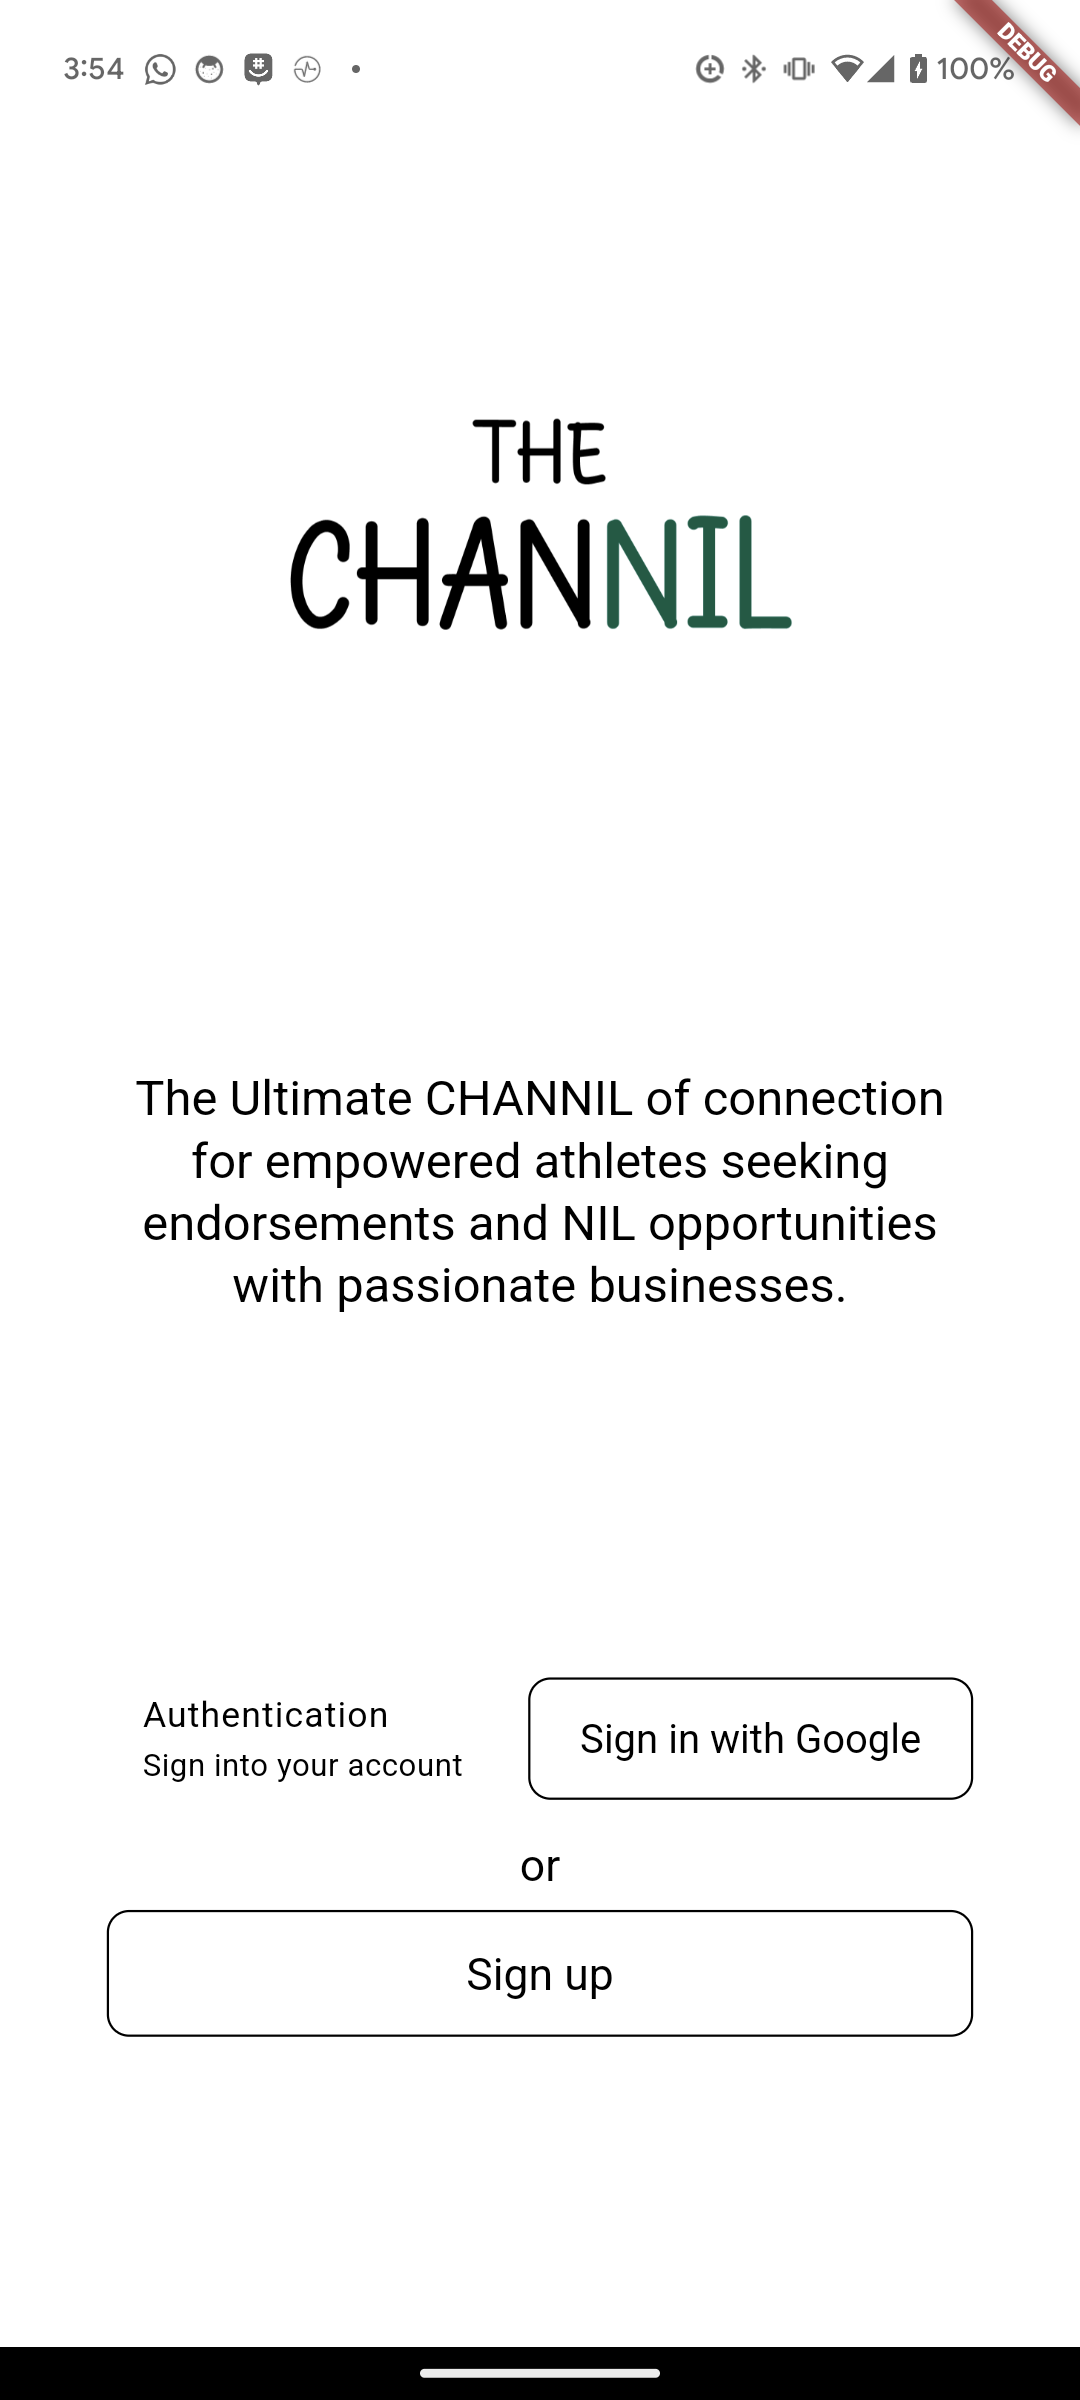 3:54
100%
DEBUG
THE
CHANNIL
The Ultimate CHANNIL of connection
for empowered athletes seeking
endorsements and NIL opportunities
with passionate businesses.
Authentication
Sign into your account
Sign in with Google
or
Sign up